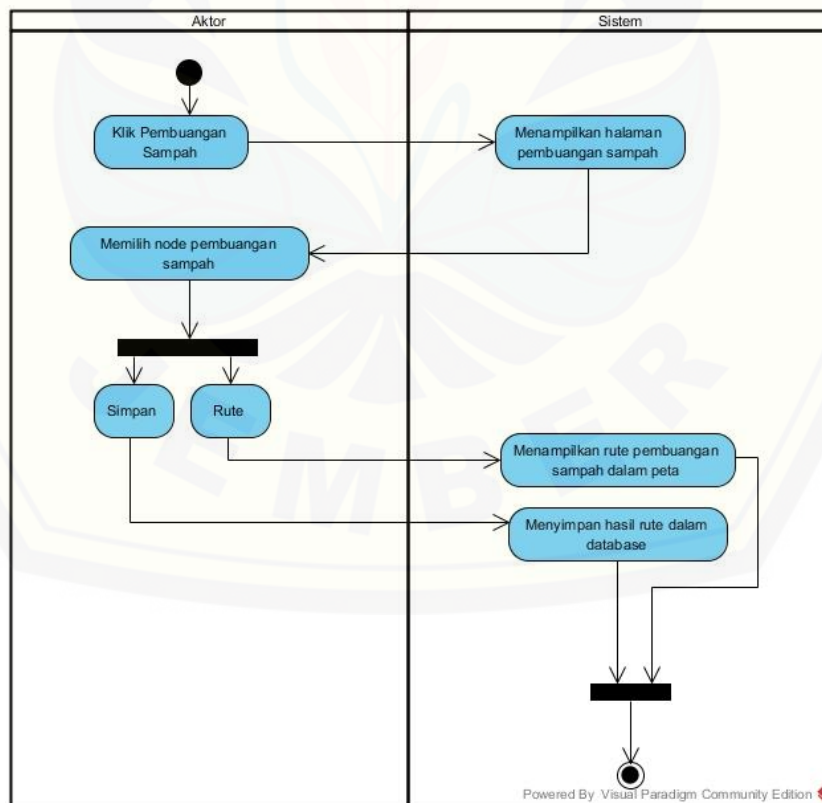 Aktor
Sistem
Klik Pembuangan
Sampah
Menampilkan halaman
pembuangan sampah
Memilih node pembuangan
sampah
Simpan
Rute
Menampilkan rute pembuangan
sampah dalam peta
Menyimpan hasil rute dalam
database
JEMBER
Powered By Visual Paradigm Community Edition